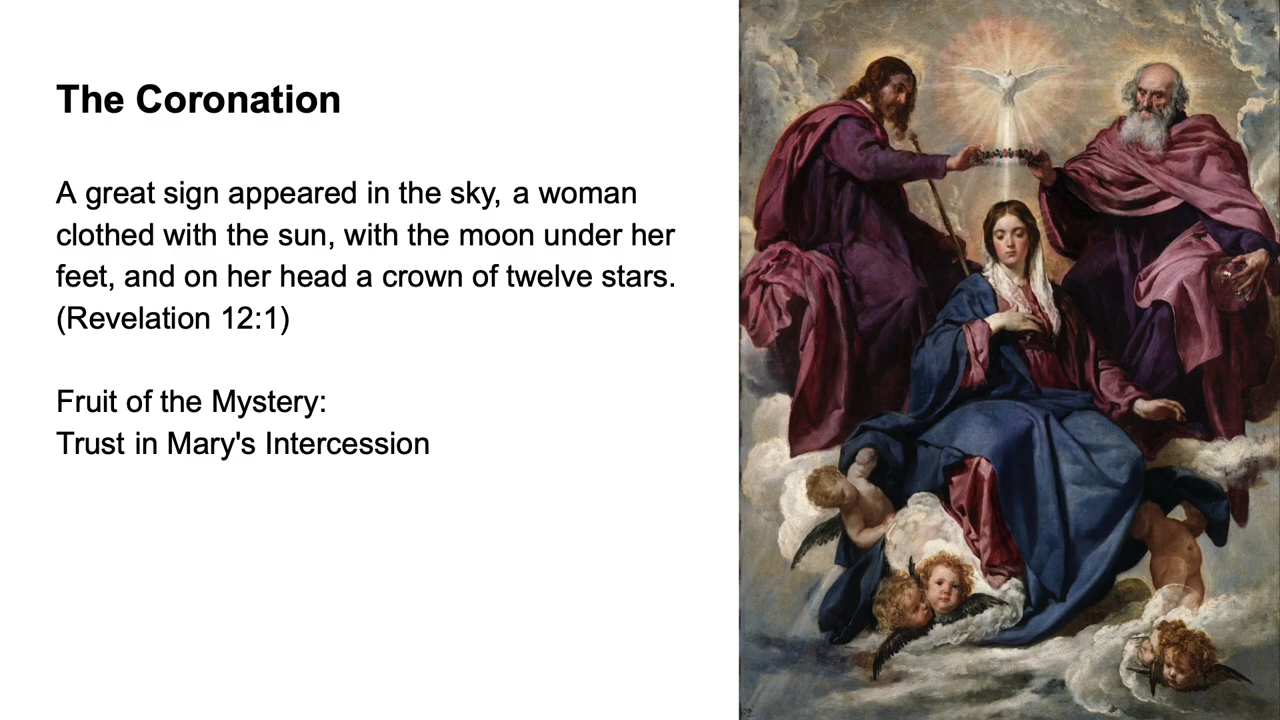 The Coronation
A great sign appeared in the sky, a woman
clothed with the sun, with the moon under her
feet, and on her head a crown of twelve stars.
(Revelation 12:1)
Fruit of the Mystery:
Trust in Mary's Intercession